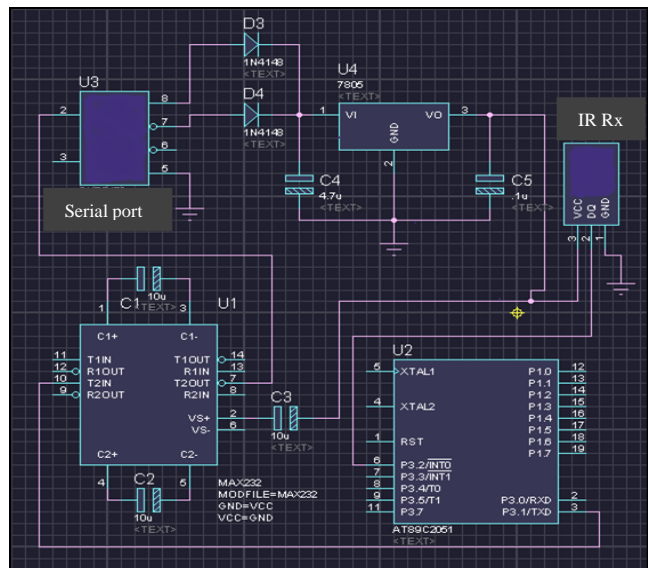 D3
1N4148
<TEXT>
U3
8
2
7
6
3
5
Serial port
D4
1N4148
<TEXT>
U4
7805
<TEXT>
1
VI
VO
3
GND
2
C4
4.7u
<TEXT>
C5
.1u
<TEXT>
IR Rx
VCC
DQ
GND
3
2
1
C1
10u
<TEXT>
1
3
U1
C1+
C1-
11
T1IN
T1OUT
14
12
R1OUT
R1IN
13
10
T2IN
T2OUT
7
9
R2OUT
R2IN
8
VS+
2
VS-
6
C2+
C2-
4
5
C2
10u
<TEXT>
MAX232
MODFILE=MAX232
GND=VCC
VCC=GND
C3
10u
<TEXT>
U2
5
XTAL1
4
XTAL2
1
RST
6
P3.2/INT0
7
P3.3/INT1
8
P3.4/T0
9
P3.5/T1
11
P3.7
P1.0
12
P1.1
13
P1.2
14
P1.3
15
P1.4
16
P1.5
17
P1.6
18
P1.7
19
P3.0/RXD
2
P3.1/TXD
3
AT89C2051
<TEXT>